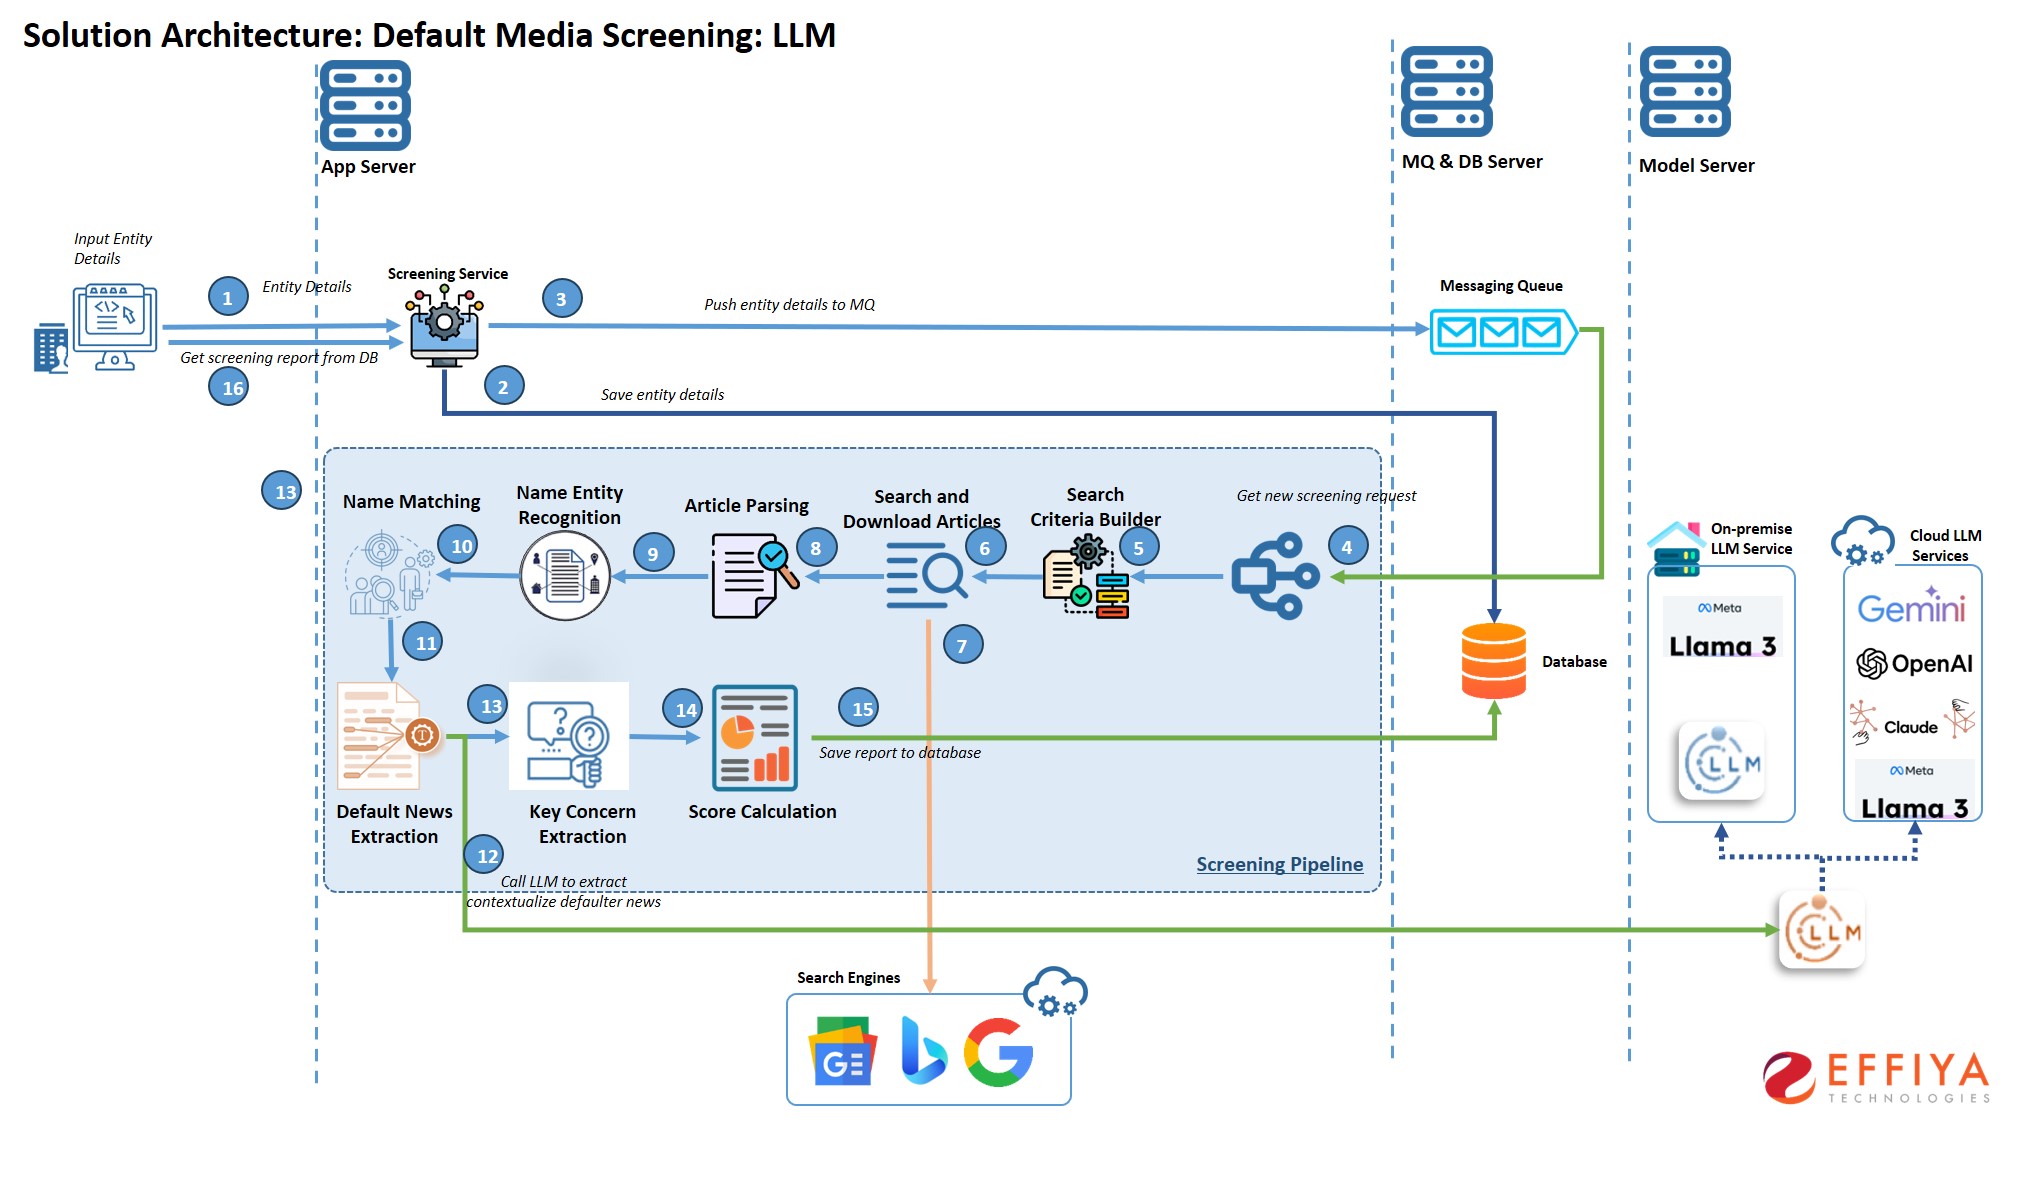 Solution Architecture: Default Media Screening: LLM
App Server
MQ & DB Server
Model Server
Input Entity
Details
1
Entity Details
Screening Service
3
Push entity details to MQ
Messaging Queue
Get screening report from DB
16
2
Save entity details
13
Name Matching
Name Entity
Recognition
Article Parsing
Search and
Download Articles
Search
Criteria Builder
Get new screening request
10
9
8
6
5
4
On-premise
LLM Service
Cloud LLM
Services
Meta
Llama 3
LLM
Gemini
OpenAI
Claude
Meta
Llama 3
11
7
Database
T
13
14
15
Save report to database
Default News
Extraction
Key Concern
Extraction
Score Calculation
12
Call LLM to extract
contextualize defaulter news
Screening Pipeline
LLM
Search Engines
GE
EFFIYA
TECHNOLOGIES